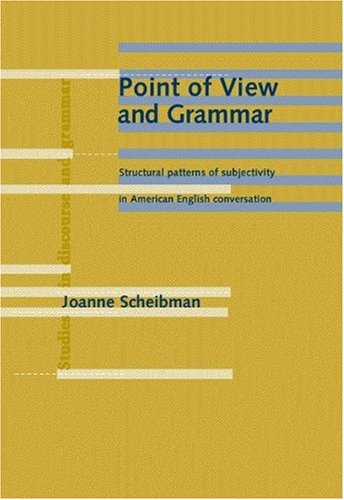 Point of View
and Grammar
Structural patterns of subjectivity
in American English conversation
Joanne Scheibman
Studies in discourse and grammar